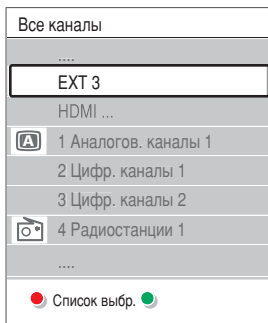 Все каналы
....
EXT 3
HDMI ...
A 1 Аналогов. каналы 1
2 Цифр. каналы 1
3 Цифр. каналы 2
4 Радиостанции 1
....
Список выбр.